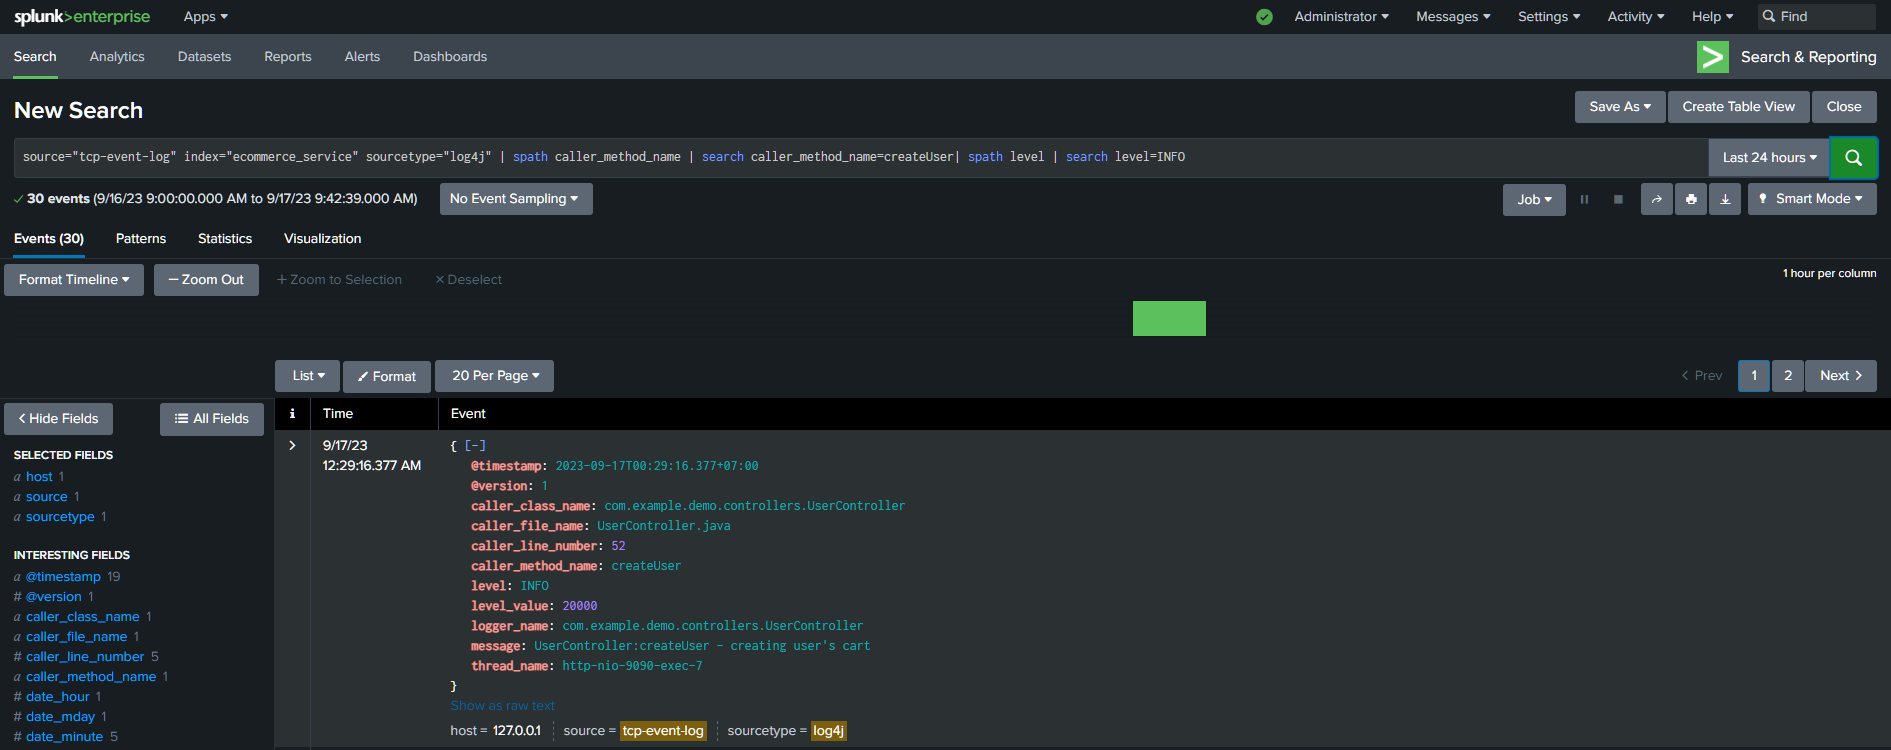 splunk>enterprise Apps Administrator Messages Settings Activity Help Find
Search Analytics Datasets Reports Alerts Dashboards Search & Reporting
New Search Save As Create Table View Close
source="tcp-event-log" index="ecommerce_service" sourcetype="log4j" | spath caller_method_name | search caller_method_name=createUser| spath level | search level=INFO Last 24 hours
30 events (9/16/23 9:00:00.000 AM to 9/17/23 9:42:39.000 AM) No Event Sampling Job Smart Mode
Events (30) Patterns Statistics Visualization
Format Timeline — Zoom Out + Zoom to Selection × Deselect 1 hour per column
List Format 20 Per Page < Prev 1 2 Next >
< Hide Fields All Fields
SELECTED FIELDS
a host 1
a source 1
a sourcetype 1
INTERESTING FIELDS
a @timestamp 19
# @version 1
a caller_class_name 1
a caller_file_name 1
# caller_line_number 5
a caller_method_name 1
# date_hour 1
# date_mday 1
# date_minute 5
i Time Event
> 9/17/23
12:29:16.377 AM
{ [-]
@timestamp: 2023-09-17T00:29:16.377+07:00
@version: 1
caller_class_name: com.example.demo.controllers.UserController
caller_file_name: UserController.java
caller_line_number: 52
caller_method_name: createUser
level: INFO
level_value: 20000
logger_name: com.example.demo.controllers.UserController
message: UserController:createUser - creating user's cart
thread_name: http-nio-9090-exec-7
}
Show as raw text
host = 127.0.0.1 source = tcp-event-log sourcetype = log4j